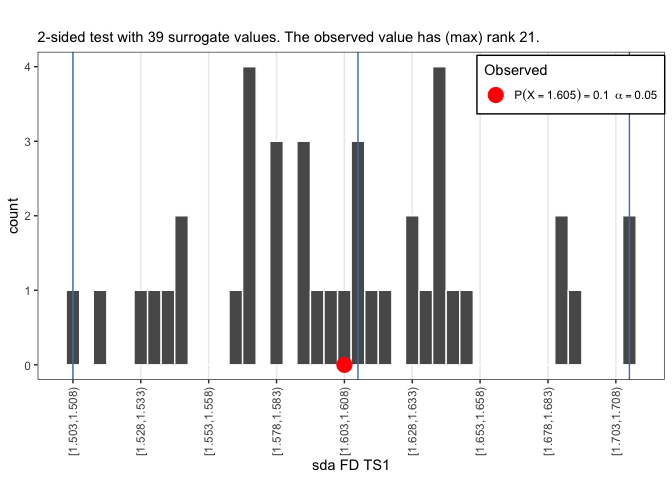 2-sided test with 39 surrogate values. The observed value has (max) rank 21.
Observed
P(X = 1.605) = 0.1 α = 0.05
count
4
3
2
1
0
[1.503,1.508)
[1.528,1.533)
[1.553,1.558)
[1.578,1.583)
[1.603,1.608)
[1.628,1.633)
[1.653,1.658)
[1.678,1.683)
[1.703,1.708)
sda FD TS1